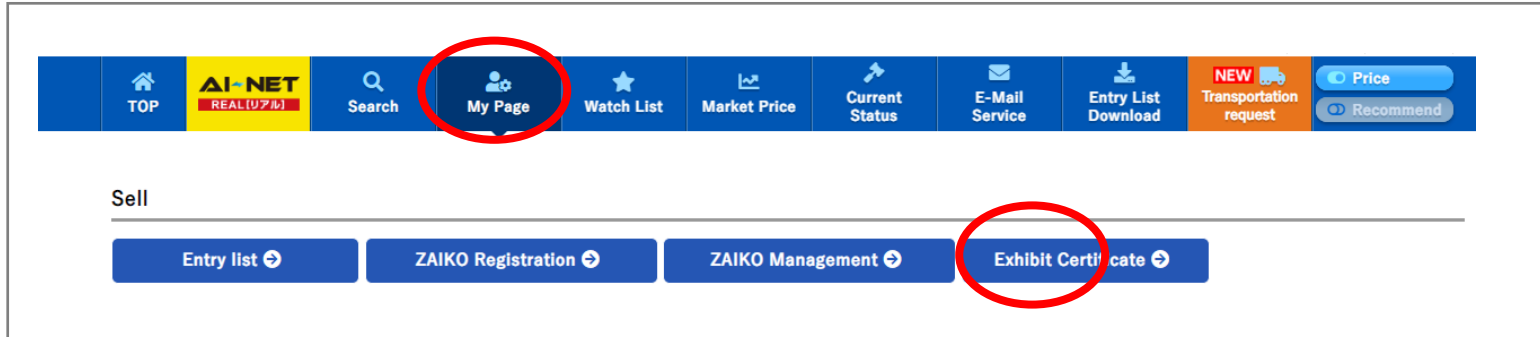 TOP
AI-NET
REAL[リアル]
Search
My Page
Watch List
Market Price
Current
Status
E-Mail
Service
Entry List
Download
NEW
Transportation
request
Price
Recommend
Sell
Entry list
ZAIKO Registration
ZAIKO Management
Exhibit Certificate